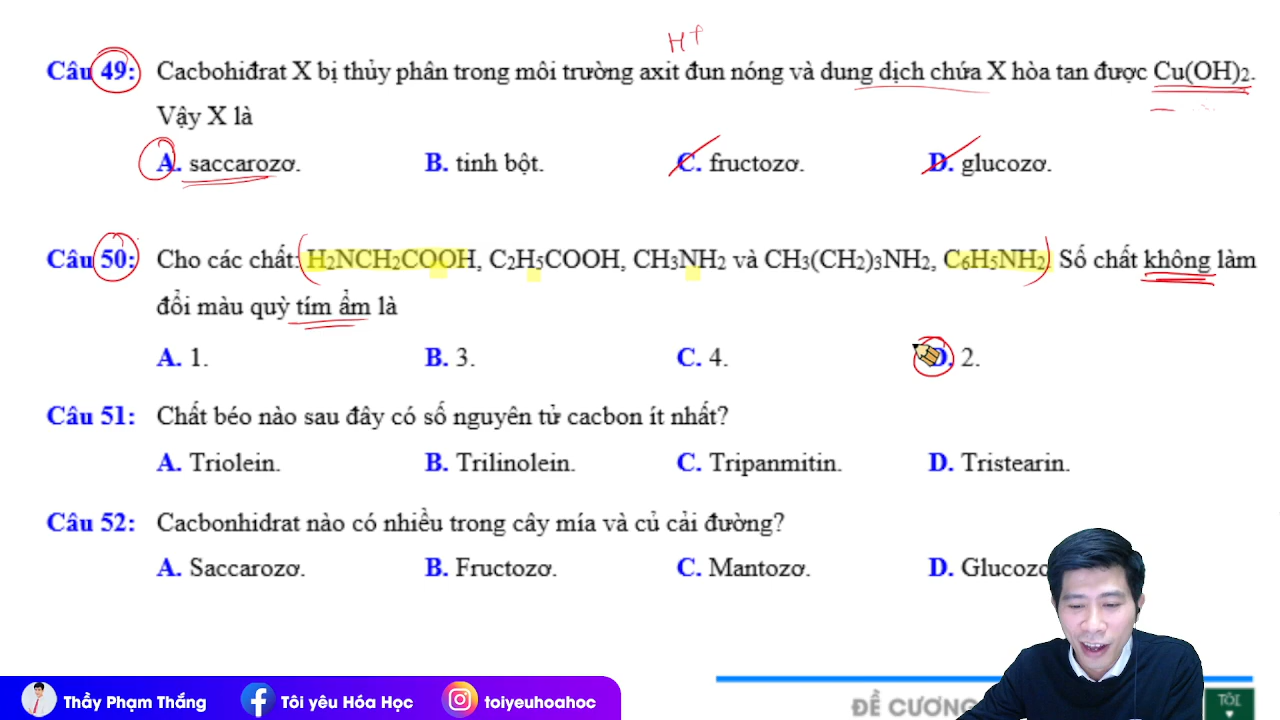 H+
Câu 49: Cacbohiđrat X bị thủy phân trong môi trường axit đun nóng và dung dịch chứa X hòa tan được Cu(OH)2.
Vậy X là
A. saccarozơ. B. tinh bột. C. fructozơ. D. glucozơ.
Câu 50: Cho các chất: H2NCH2COOH, C2H5COOH, CH3NH2 và CH3(CH2)3NH2, C6H5NH2. Số chất không làm
đổi màu quỳ tím ẩm là
A. 1. B. 3. C. 4. D. 2.
Câu 51: Chất béo nào sau đây có số nguyên tử cacbon ít nhất?
A. Triolein. B. Trilinolein. C. Tripanmitin. D. Tristearin.
Câu 52: Cacbonhidrat nào có nhiều trong cây mía và củ cải đường?
A. Saccarozơ. B. Fructozơ. C. Mantozơ. D. Glucozơ
Thầy Phạm Thắng Tôi yêu Hóa Học toiyeuhoahoc
ĐỀ CƯƠNG TÔI